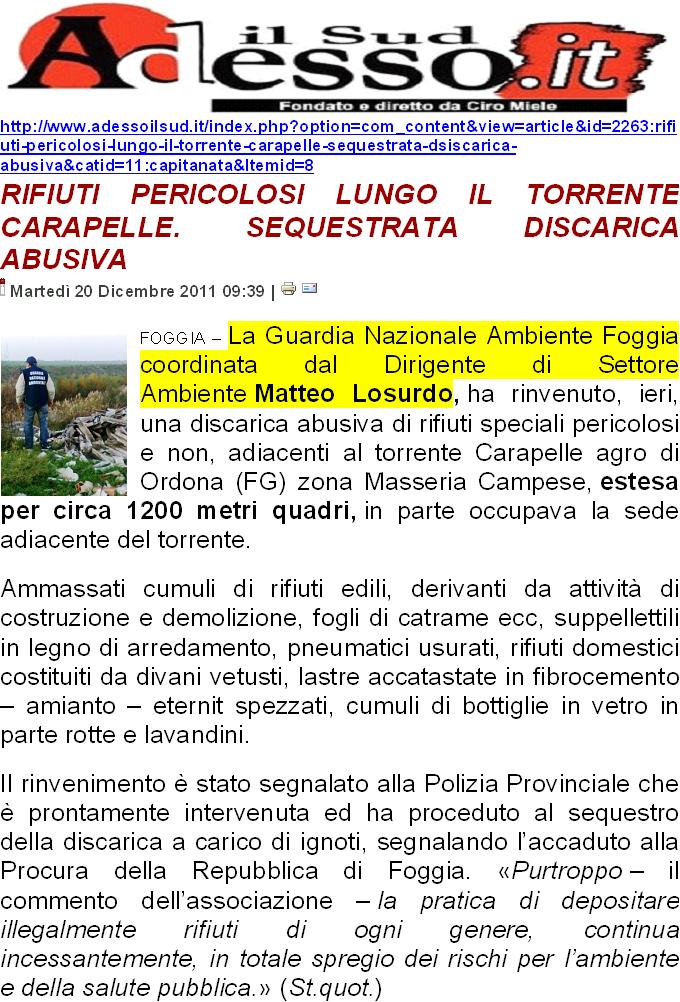 il Sud
Adesso.it
Fondato e diretto da Ciro Miele
http://www.adessoilsud.it/index.php?option=com_content&view=article&id=2263:rifi
uti-pericolosi-lungo-il-torrente-carapelle-sequestrata-dsiscarica-
abusiva&catid=11:capitanata&Itemid=8
RIFIUTI PERICOLOSI LUNGO IL TORRENTE
CARAPELLE. SEQUESTRATA DISCARICA
ABUSIVA
Martedì 20 Dicembre 2011 09:39 |
FOGGIA – La Guardia Nazionale Ambiente Foggia
coordinata dal Dirigente di Settore
Ambiente Matteo Losurdo, ha rinvenuto, ieri,
una discarica abusiva di rifiuti speciali pericolosi
e non, adiacenti al torrente Carapelle agro di
Ordona (FG) zona Masseria Campese, estesa
per circa 1200 metri quadri, in parte occupava la sede
adiacente del torrente.
Ammassati cumuli di rifiuti edili, derivanti da attività di
costruzione e demolizione, fogli di catrame ecc, suppellettili
in legno di arredamento, pneumatici usurati, rifiuti domestici
costituiti da divani vetusti, lastre accatastate in fibrocemento
– amianto – eternit spezzati, cumuli di bottiglie in vetro in
parte rotte e lavandini.
Il rinvenimento è stato segnalato alla Polizia Provinciale che
è prontamente intervenuta ed ha proceduto al sequestro
della discarica a carico di ignoti, segnalando l’accaduto alla
Procura della Repubblica di Foggia. «Purtroppo – il
commento dell’associazione – la pratica di depositare
illegalmente rifiuti di ogni genere, continua
incessantemente, in totale spregio dei rischi per l’ambiente
e della salute pubblica.» (St.quot.)